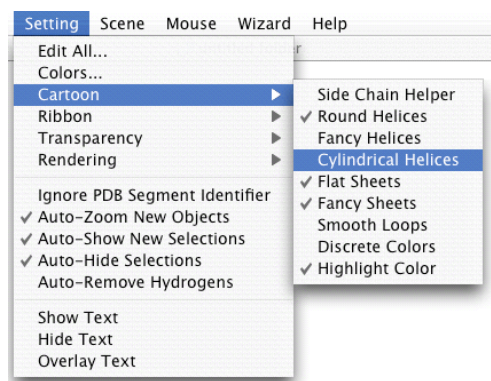 Setting Scene Mouse Wizard Help
Edit All...
Colors...
Cartoon
Ribbon
Transparency
Rendering
Ignore PDB Segment Identifier
✓ Auto-Zoom New Objects
✓ Auto-Show New Selections
✓ Auto-Hide Selections
Auto-Remove Hydrogens
Show Text
Hide Text
Overlay Text
Side Chain Helper
✓ Round Helices
Fancy Helices
Cylindrical Helices
✓ Flat Sheets
✓ Fancy Sheets
Smooth Loops
Discrete Colors
✓ Highlight Color